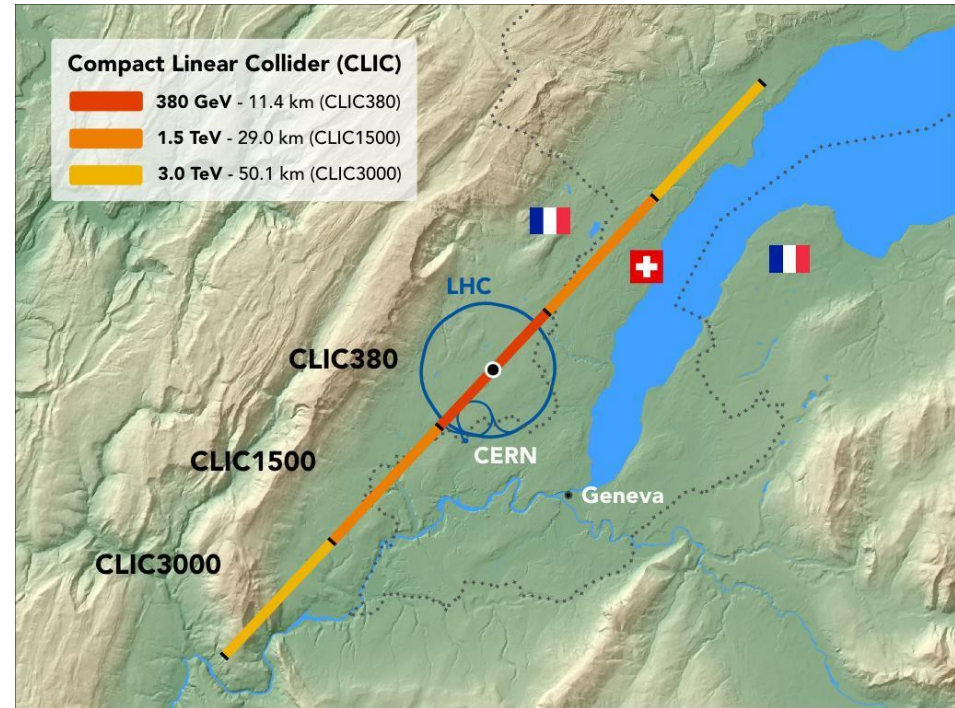 Compact Linear Collider (CLIC)
380 GeV - 11.4 km (CLIC380)
1.5 TeV - 29.0 km (CLIC1500)
3.0 TeV - 50.1 km (CLIC3000)
LHC
CLIC380
CERN
CLIC1500
Geneva
CLIC3000